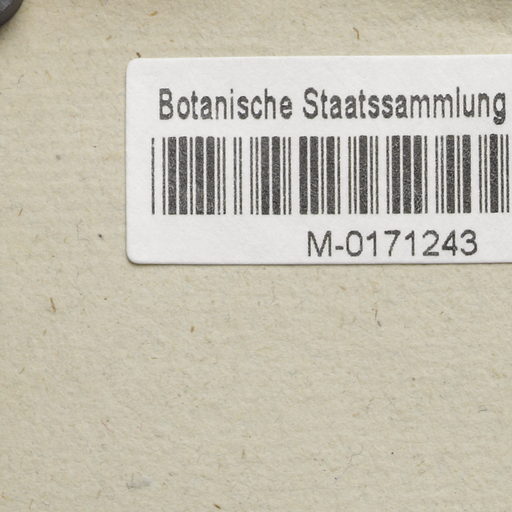 Botanische Staatssammlung
M-0171243